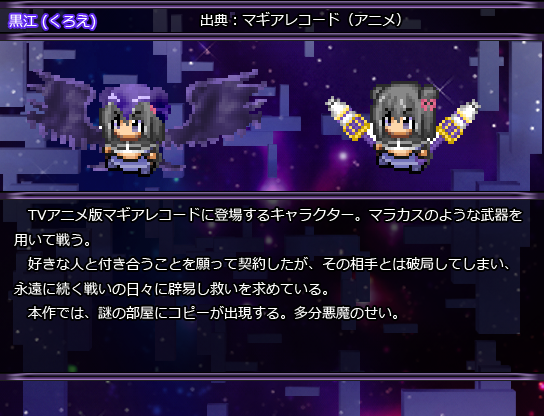 黒江 (くろえ)
出典：マギアレコード（アニメ）
　TVアニメ版マギアレコードに登場するキャラクター。マラカスのような武器を
用いて戦う。
　好きな人と付き合うことを願って契約したが、その相手とは破局してしまい、
永遠に続く戦いの日々に辟易し救いを求めている。
　本作では、謎の部屋にコピーが出現する。多分悪魔のせい。